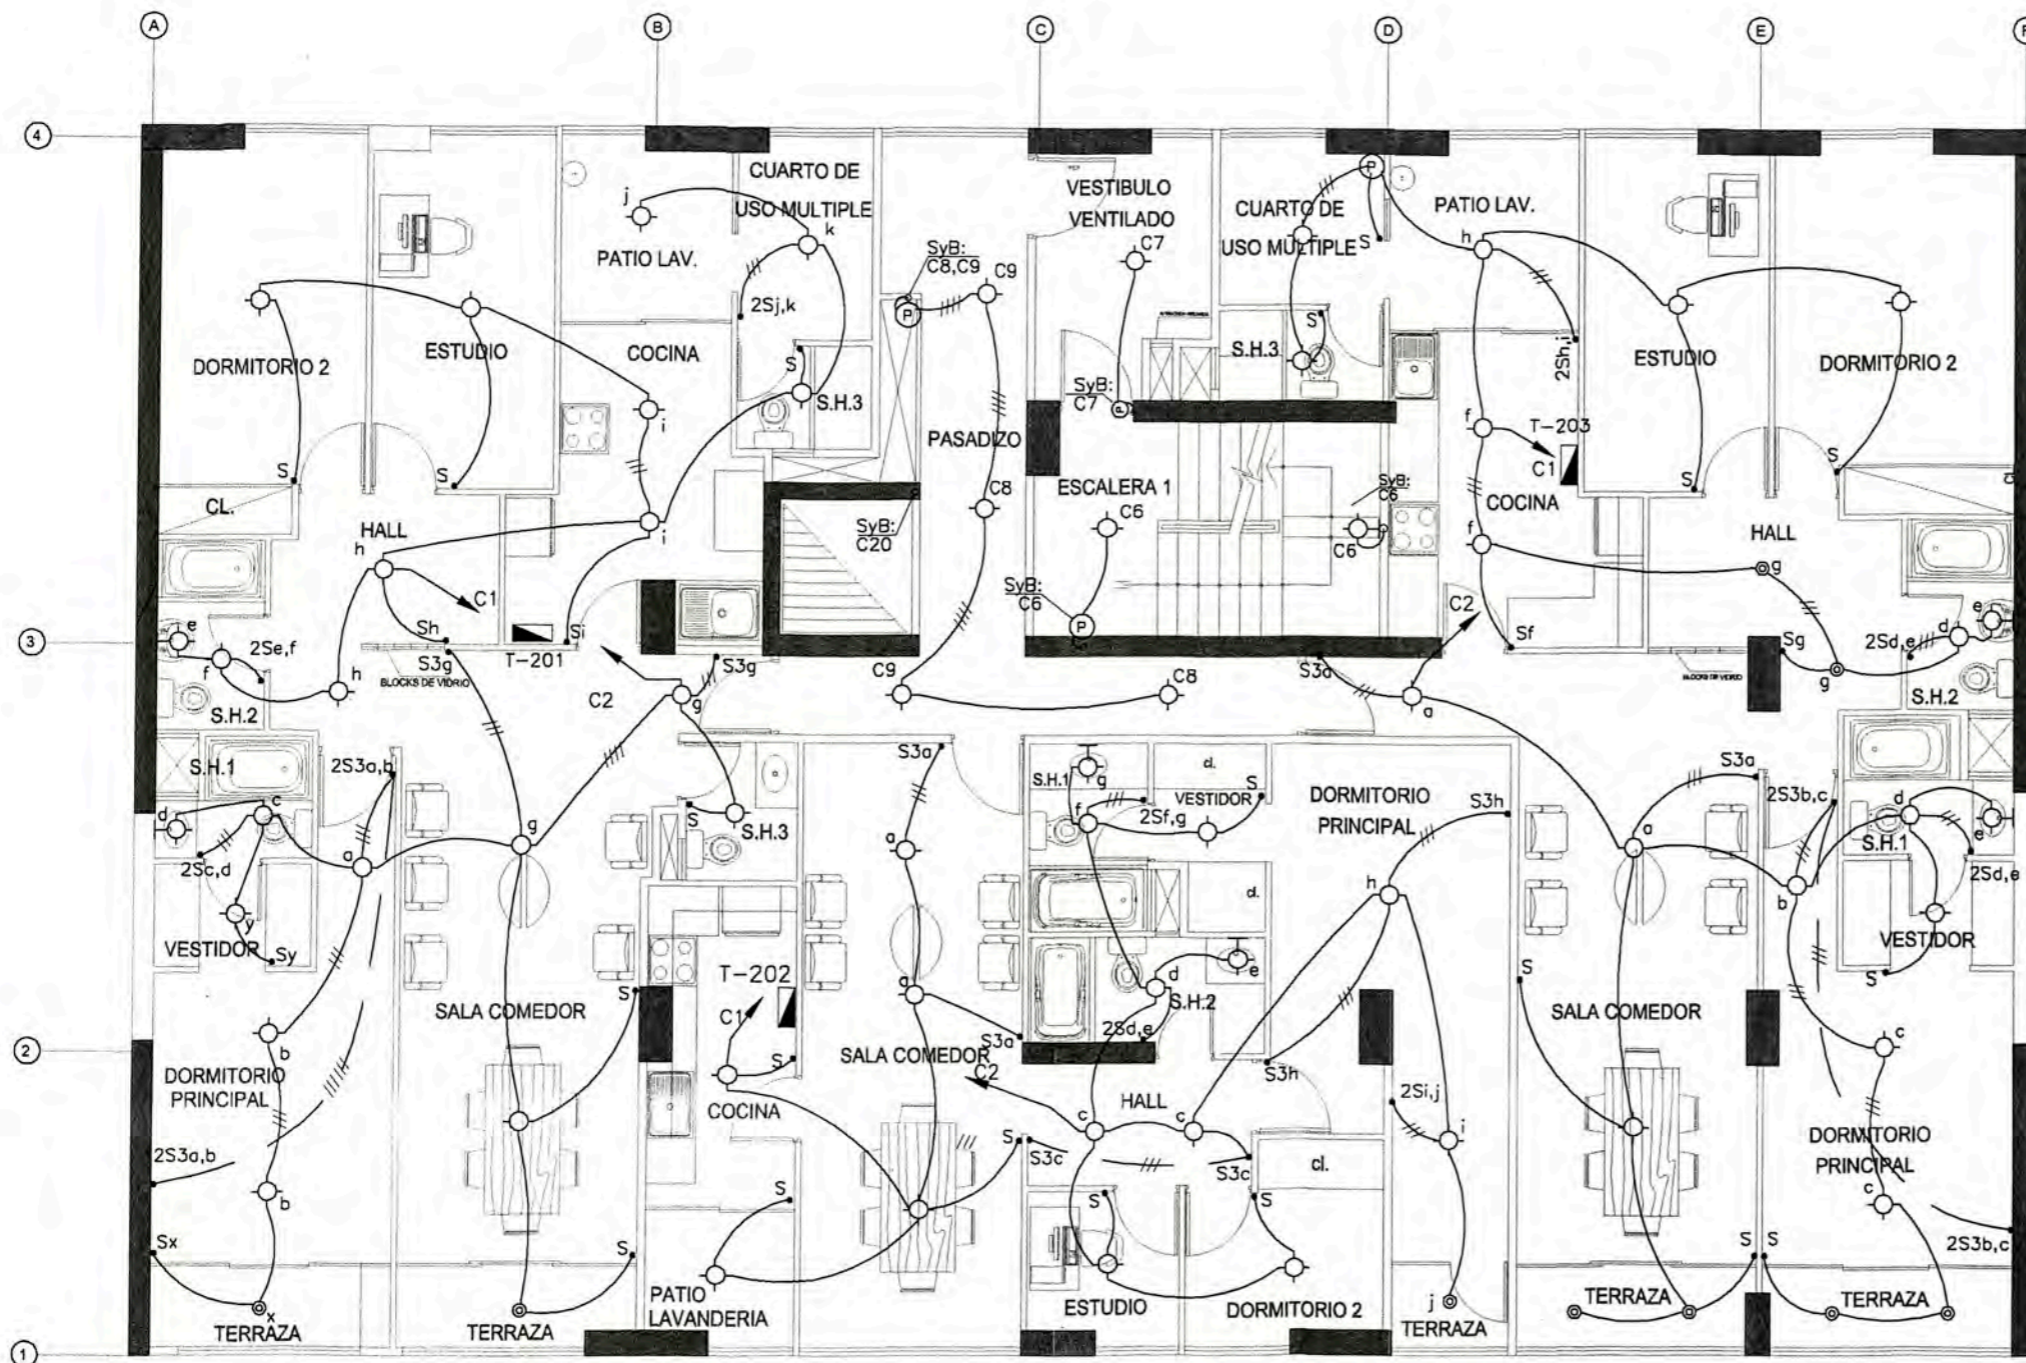 A
B
C
D
E
F
4
CUARTO DE
USO MULTIPLE
j
k
PATIO LAV.
VESTIBULO
VENTILADO
C7
CUARTO DE
USO MULTIPLE
P
S
PATIO LAV.
h
SyB:
C8,C9
C9
P
2Sj,k
DORMITORIO 2
ESTUDIO
COCINA
S
S.H.3
i
S
S
SyB:
C7
P
S.H.3
S
2Sh,i
ESTUDIO
DORMITORIO 2
f
T-203
C1
S
S
PASADIZO
C8
ESCALERA 1
C6
SyB:
C6
C6
COCINA
f
CL.
HALL
h
i
SyB:
C20
HALL
g
cl
C1
Sh
Si
T-201
SyB:
C6
P
C2
Sf
3
e
2Se,f
f
h
S3g
BLOCKS DE VIDRIO
S.H.2
C2
g
S3g
C9
C8
S3a
a
Sg
BLOCKS DE VIDRIO
g
2Sd,e
d
e
S.H.2
S.H.1
2S3a,b
d
c
2Sc,d
a
g
S
S.H.3
S3a
a
S.H.1
g
cl.
S
VESTIDOR
f
2Sf,g
DORMITORIO
PRINCIPAL
S3h
h
cl.
S3a
a
2S3b,c
b
d
S.H.1
e
2Sd,e
VESTIDOR
y
Sy
SALA COMEDOR
S
T-202
C1
S
a
S3a
d
e
S.H.2
2Sd,e
S
SALA COMEDOR
VESTIDOR
S
c
2
b
DORMITORIO
PRINCIPAL
COCINA
SALA COMEDOR
C2
S3h
HALL
c
c
2Si,j
i
DORMITORIO
PRINCIPAL
2S3a,b
b
S
S
S3c
S3c
cl.
S
S
c
Sx
S
S
S
2S3b,c
x
TERRAZA
TERRAZA
PATIO
LAVANDERIA
ESTUDIO
DORMITORIO 2
j
TERRAZA
TERRAZA
TERRAZA
1